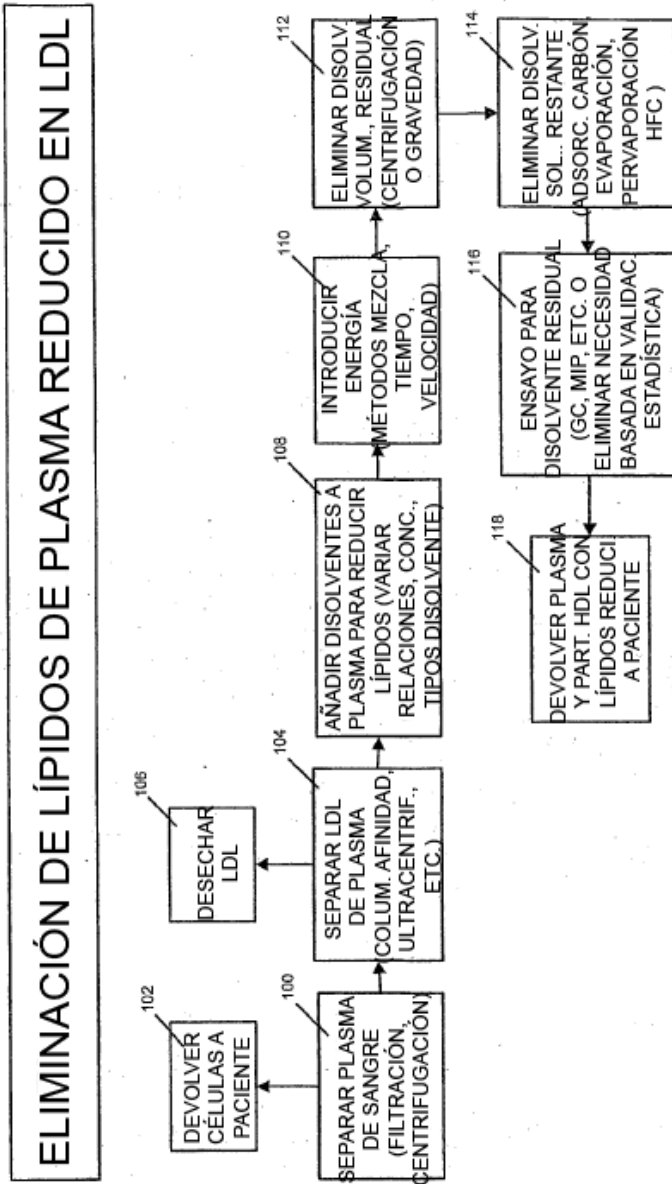 ELIMINACIÓN DE LÍPIDOS DE PLASMA REDUCIDO EN LDL
102
DEVOLVER
CÉLULAS A
PACIENTE
100
SEPARAR PLASMA
DE SANGRE
(FILTRACIÓN,
CENTRIFUGACIÓN)
106
DESECHAR
LDL
104
SEPARAR LDL
DE PLASMA
(COLUM. AFINIDAD,
ULTRACENTRIF.,
ETC.)
108
AÑADIR DISOLVENTES A
PLASMA PARA REDUCIR
LÍPIDOS (VARIAR
RELACIONES, CONC.,
TIPOS DISOLVENTE)
110
INTRODUCIR
ENERGÍA
(MÉTODOS MEZCLA,
TIEMPO,
VELOCIDAD)
112
ELIMINAR DISOLV.
VOLUM., RESIDUAL
(CENTRIFUGACIÓN
O GRAVEDAD)
114
ELIMINAR DISOLV.
SOL.. RESTANTE
(ADSORC. CARBÓN,
EVAPORACIÓN,
PERVAPORACIÓN
HFC )
116
ENSAYO PARA
DISOLVENTE RESIDUAL
(GC, MIP, ETC. O
ELIMINAR NECESIDAD
BASADA EN VALIDAC.
ESTADÍSTICA)
118
DEVOLVER PLASMA
Y PART. HDL CON
LÍPIDOS REDUCI.
A PACIENTE